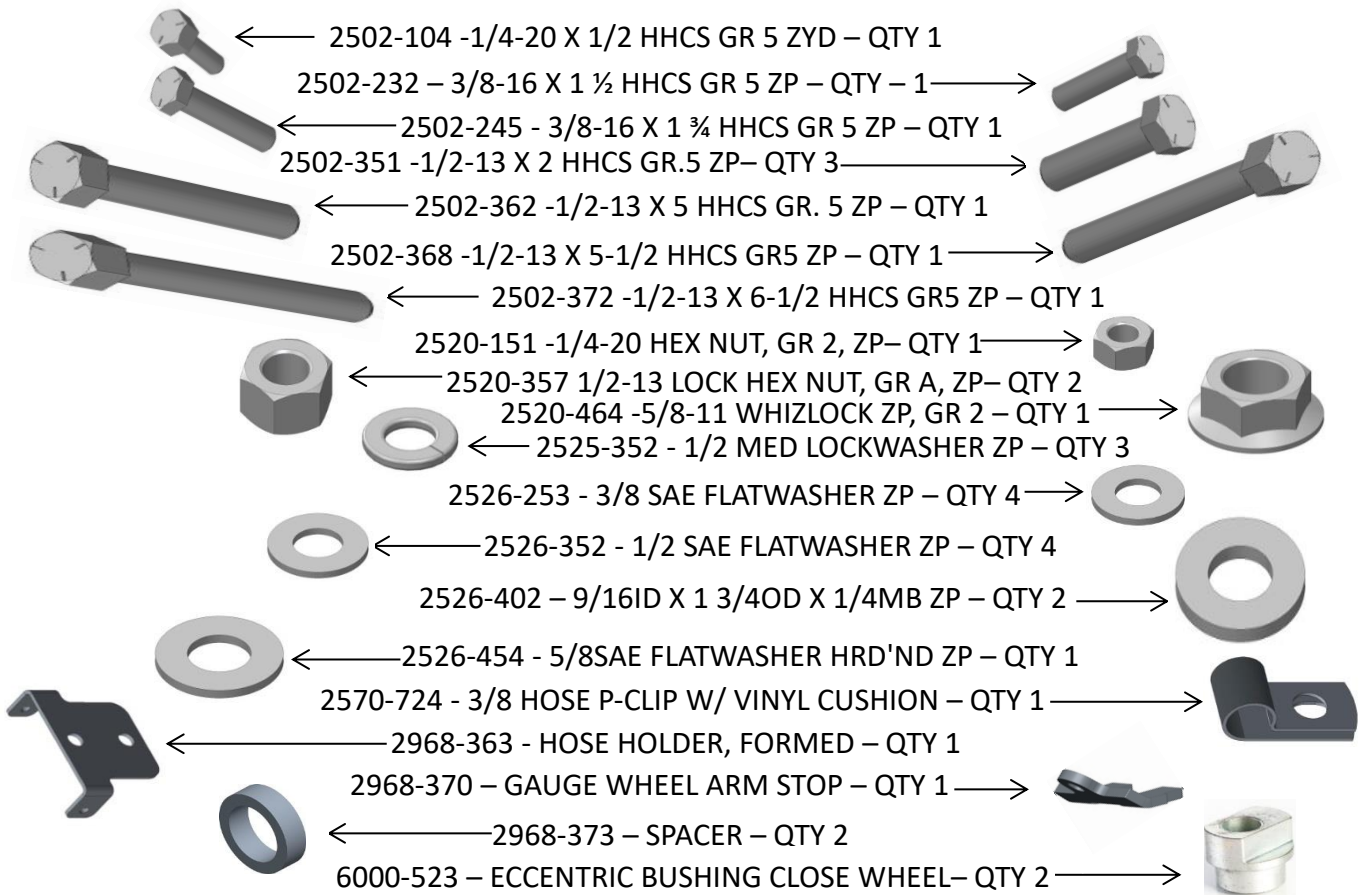 2502-104 -1/4-20 X 1/2 HHCS GR 5 ZYD – QTY 1
2502-232 – 3/8-16 X 1 ½ HHCS GR 5 ZP – QTY – 1
2502-245 - 3/8-16 X 1 ¾ HHCS GR 5 ZP – QTY 1
2502-351 -1/2-13 X 2 HHCS GR.5 ZP– QTY 3
2502-362 -1/2-13 X 5 HHCS GR. 5 ZP – QTY 1
2502-368 -1/2-13 X 5-1/2 HHCS GR5 ZP – QTY 1
2502-372 -1/2-13 X 6-1/2 HHCS GR5 ZP – QTY 1
2520-151 -1/4-20 HEX NUT, GR 2, ZP– QTY 1
2520-357 1/2-13 LOCK HEX NUT, GR A, ZP– QTY 2
2520-464 -5/8-11 WHIZLOCK ZP, GR 2 – QTY 1
2525-352 - 1/2 MED LOCKWASHER ZP – QTY 3
2526-253 - 3/8 SAE FLATWASHER ZP – QTY 4
2526-352 - 1/2 SAE FLATWASHER ZP – QTY 4
2526-402 – 9/16ID X 1 3/4OD X 1/4MB ZP – QTY 2
2526-454 - 5/8SAE FLATWASHER HRD'ND ZP – QTY 1
2570-724 - 3/8 HOSE P-CLIP W/ VINYL CUSHION – QTY 1
2968-363 - HOSE HOLDER, FORMED – QTY 1
2968-370 – GAUGE WHEEL ARM STOP – QTY 1
2968-373 – SPACER – QTY 2
6000-523 – ECCENTRIC BUSHING CLOSE WHEEL– QTY 2